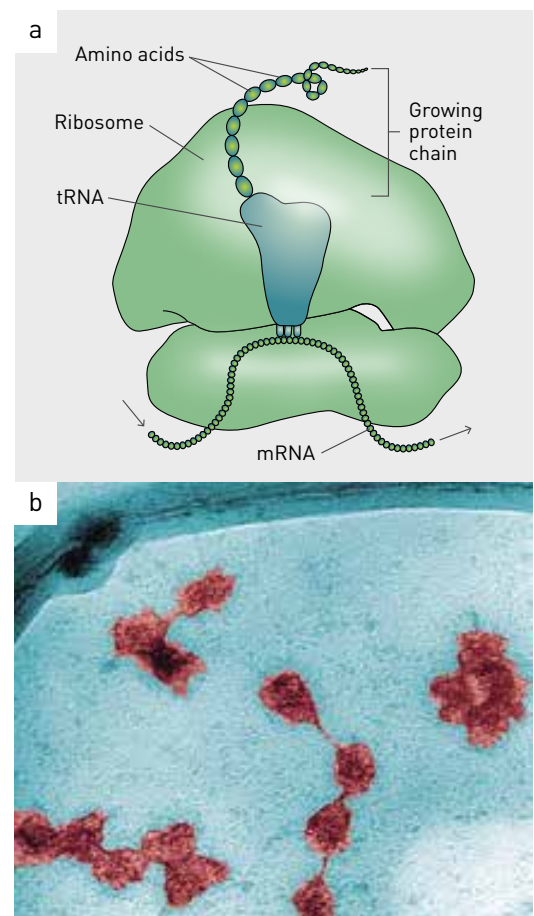 a
Amino acids
Ribosome
tRNA
Growing
protein
chain
mRNA
b